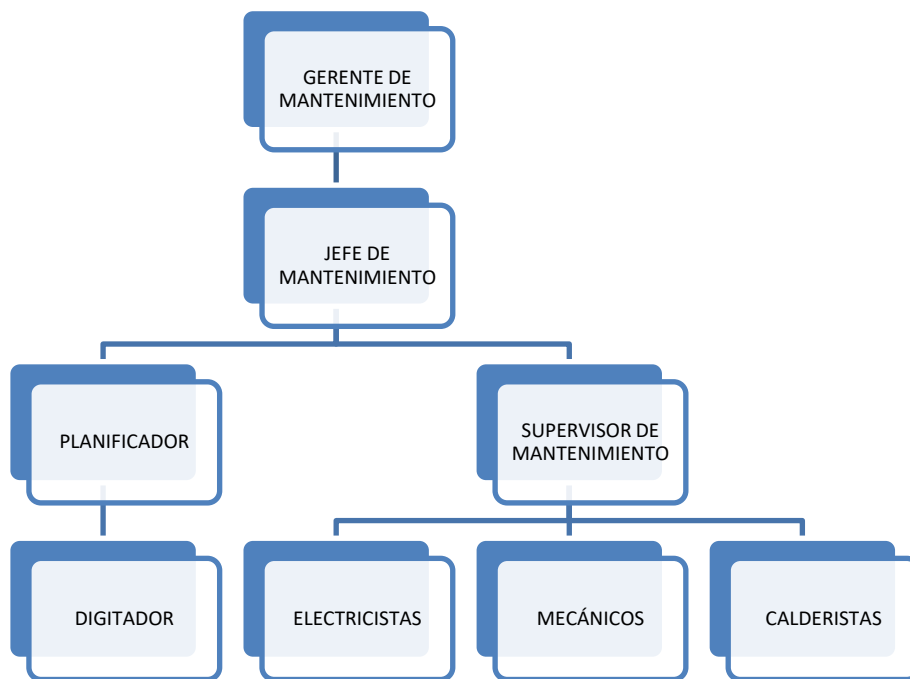 GERENTE DE
MANTENIMIENTO
JEFE DE
MANTENIMIENTO
PLANIFICADOR
SUPERVISOR DE
MANTENIMIENTO
DIGITADOR
ELECTRICISTAS
MECÁNICOS
CALDERISTAS